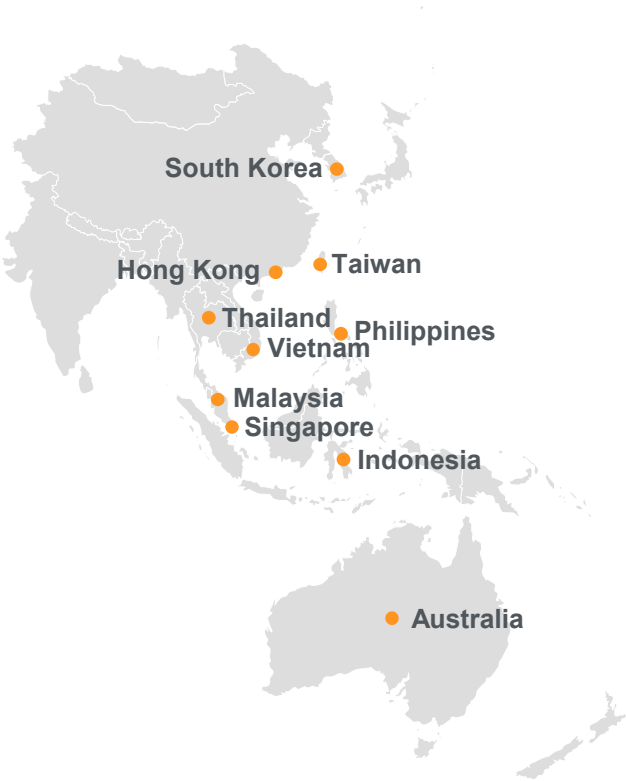 South Korea
Taiwan
Hong Kong
Thailand
Philippines
Vietnam
Malaysia
Singapore
Indonesia
Australia